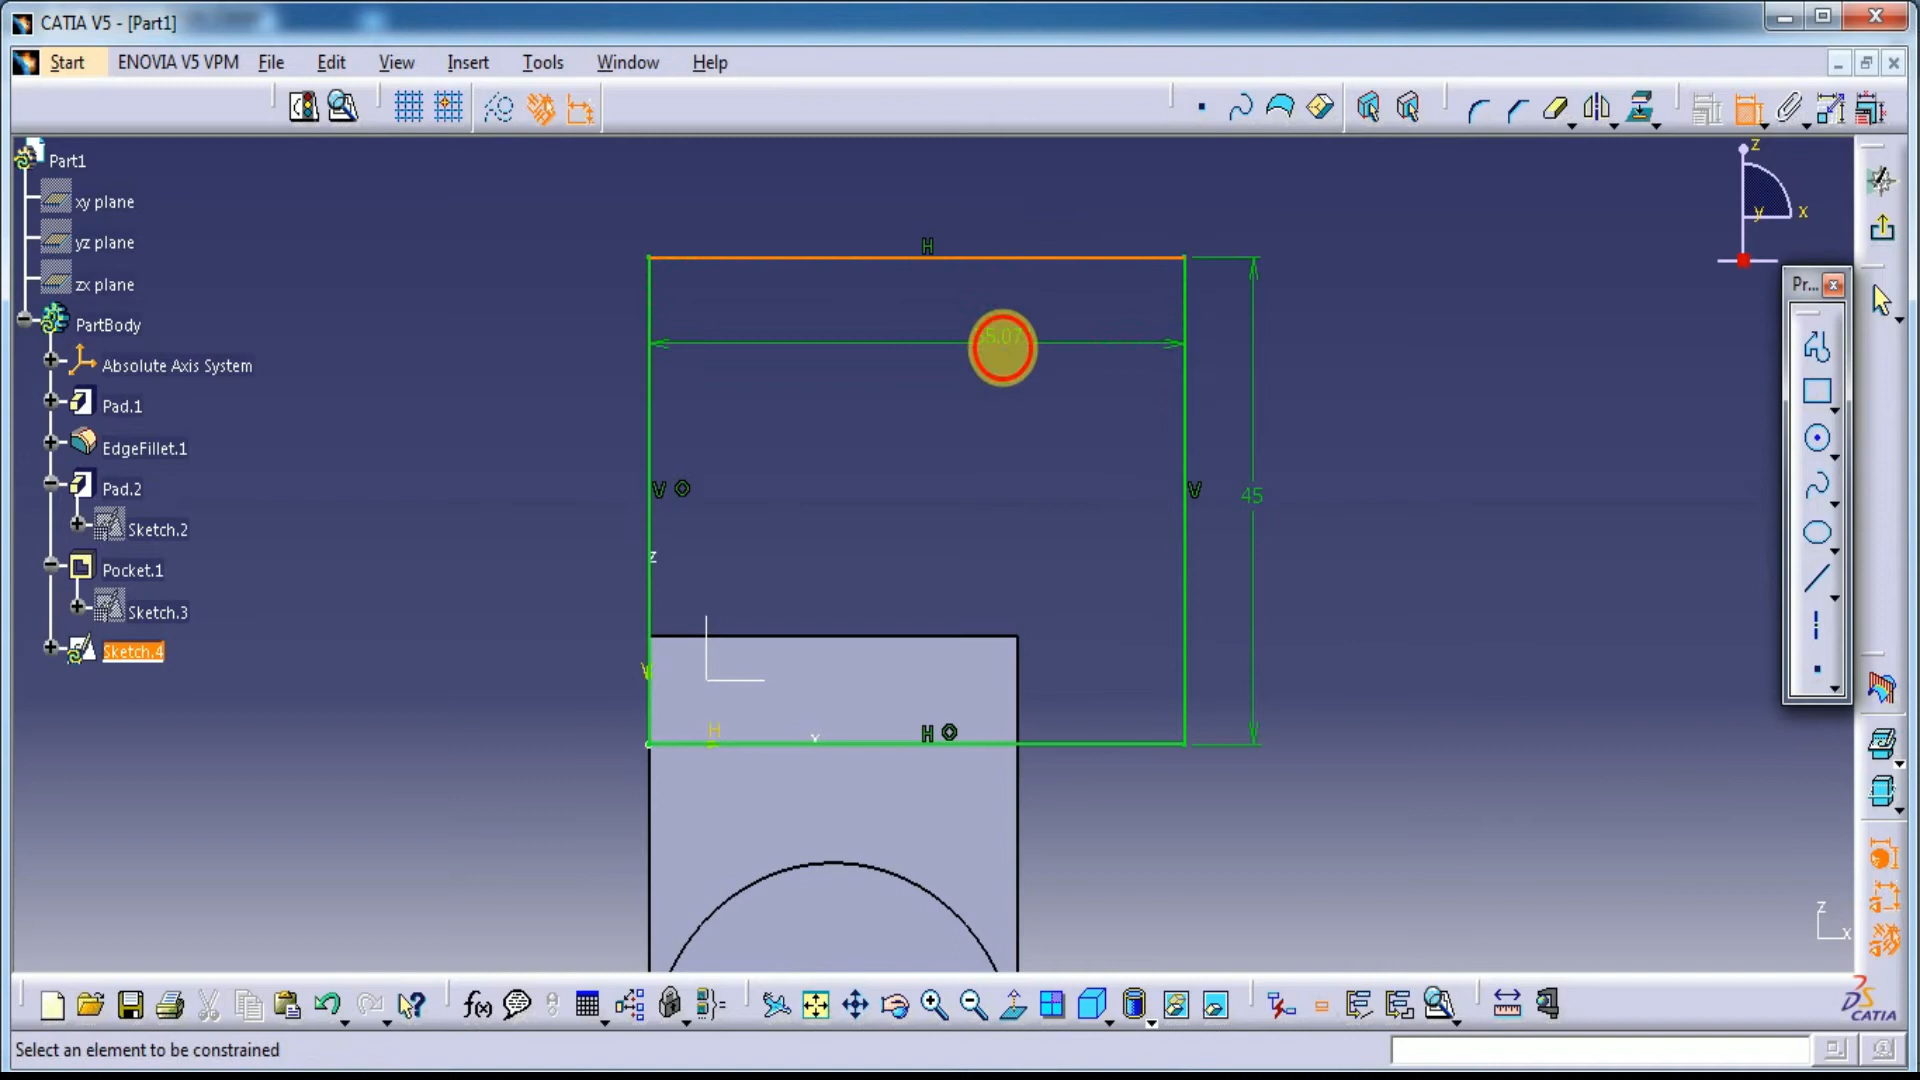 CATIA V5 - [Part1]
Start ENOVIA V5 VPM File Edit View Insert Tools Window Help
Part1
xy plane
yz plane
zx plane
PartBody
Absolute Axis System
Pad.1
EdgeFillet.1
Pad.2
Sketch.2
Pocket.1
Sketch.3
Sketch.4
z
y
x
Pr...
H
V
V
45
z
V
H
H
z
x
f(x)
DS
CATIA
Select an element to be constrained